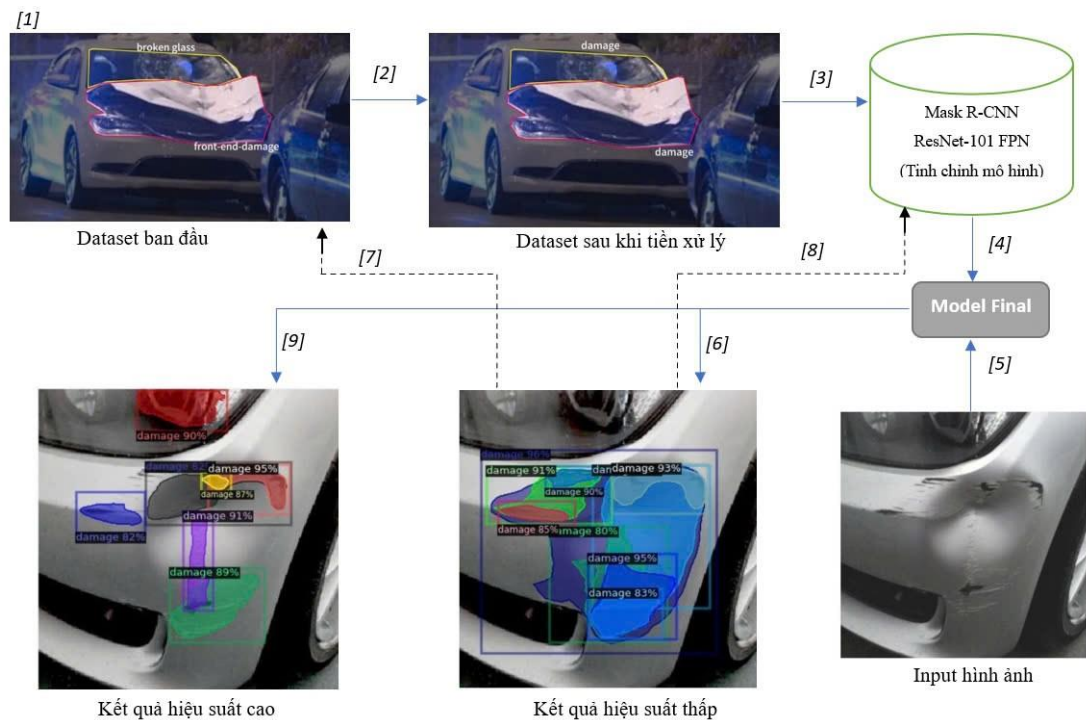 [1]
broken glass
front-end-damage
Dataset ban đầu
[2]
damage
damage
Dataset sau khi tiền xử lý
[3]
Mask R-CNN
ResNet-101 FPN
(Tinh chỉnh mô hình)
[4]
Model Final
[5]
[6]
[7]
[8]
[9]
damage 90%
damage 95%
damage 87%
damage 91%
damage 82%
damage 89%
Kết quả hiệu suất cao
96%
damage 91%
damage 93%
damage 90%
damage 85%
80%
damage 95%
damage 83%
Kết quả hiệu suất thấp
Input hình ảnh